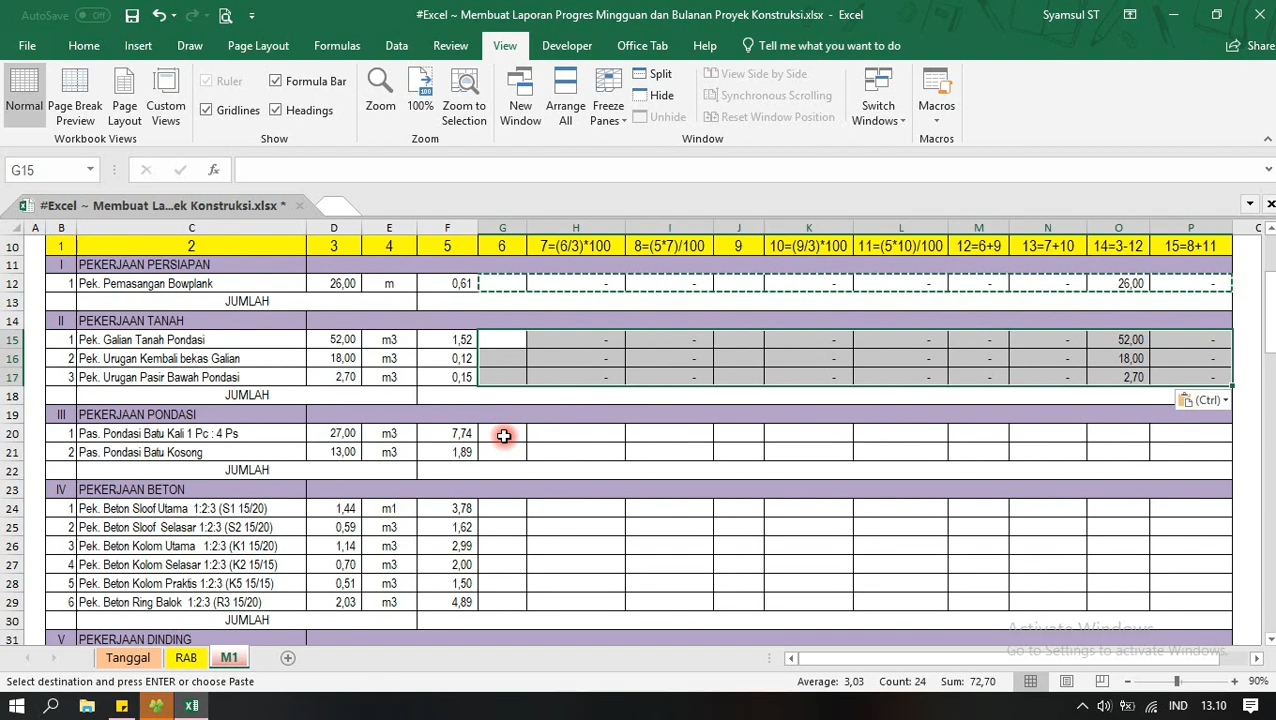 AutoSave Off #Excel ~ Membuat Laporan Progres Mingguan dan Bulanan Proyek Konstruksi.xlsx - Excel Syamsul ST
File Home Insert Draw Page Layout Formulas Data Review View Developer Office Tab Help Tell me what you want to do Share
Normal Page Break Preview Page Layout Custom Views Ruler Formula Bar Gridlines Headings Zoom 100% Zoom to Selection New Window Arrange All Freeze Panes Split Hide Unhide View Side by Side Synchronous Scrolling Reset Window Position Switch Windows Macros
Workbook Views Show Zoom Window Macros
G15 fx
#Excel ~ Membuat La...ek Konstruksi.xlsx *
A B C D E F G H I J K L M N O P C
10 1 2 3 4 5 6 7=(6/3)*100 8=(5*7)/100 9 10=(9/3)*100 11=(5*10)/100 12=6+9 13=7+10 14=3-12 15=8+11
11 I PEKERJAAN PERSIAPAN
12 1 Pek. Pemasangan Bowplank 26,00 m 0,61 - - - - - - 26,00 -
13 JUMLAH
14 II PEKERJAAN TANAH
15 1 Pek. Galian Tanah Pondasi 52,00 m3 1,52 - - - - - - 52,00 -
16 2 Pek. Urugan Kembali bekas Galian 18,00 m3 0,12 - - - - - - 18,00 -
17 3 Pek. Urugan Pasir Bawah Pondasi 2,70 m3 0,15 - - - - - - 2,70 -
18 JUMLAH
(Ctrl)
19 III PEKERJAAN PONDASI
20 1 Pas. Pondasi Batu Kali 1 Pc : 4 Ps 27,00 m3 7,74
21 2 Pas. Pondasi Batu Kosong 13,00 m3 1,89
22 JUMLAH
23 IV PEKERJAAN BETON
24 1 Pek. Beton Sloof Utama 1:2:3 (S1 15/20) 1,44 m1 3,78
25 2 Pek. Beton Sloof Selasar 1:2:3 (S2 15/20) 0,59 m3 1,62
26 3 Pek. Beton Kolom Utama 1:2:3 (K1 15/20) 1,14 m3 2,99
27 4 Pek. Beton Kolom Selasar 1:2:3 (K2 15/15) 0,70 m3 2,00
28 5 Pek. Beton Kolom Praktis 1:2:3 (K5 15/15) 0,51 m3 1,50
29 6 Pek. Beton Ring Balok 1:2:3 (R3 15/20) 2,03 m3 4,89
30 JUMLAH
31 V PEKERJAAN DINDING
Activate Windows
Go to Settings to activate Windows.
Tanggal RAB M1
Select destination and press ENTER or choose Paste Average: 3,03 Count: 24 Sum: 72,70 90%
IND 13.10